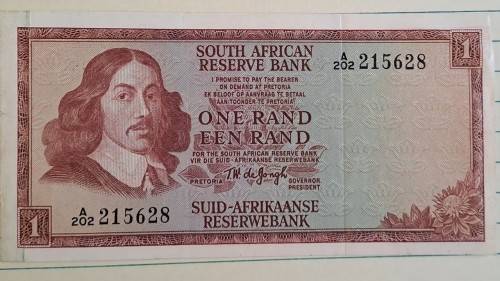 SOUTH AFRICAN
RESERVE BANK
A/202 215628
1
I PROMISE TO PAY THE BEARER
ON DEMAND AT PRETORIA
EK BELOOF OP AANVRAAG TE BETAAL
AAN TOONDER TE PRETORIA
ONE RAND
EEN RAND
FOR THE SOUTH AFRICAN RESERVE BANK
VIR DIE SUID-AFRIKAANSE RESERWEBANK
PRETORIA T.W. de Jongh GOVERNOR
PRESIDENT
1
A/202 215628
SUID-AFRIKAANSE
RESERWEBANK